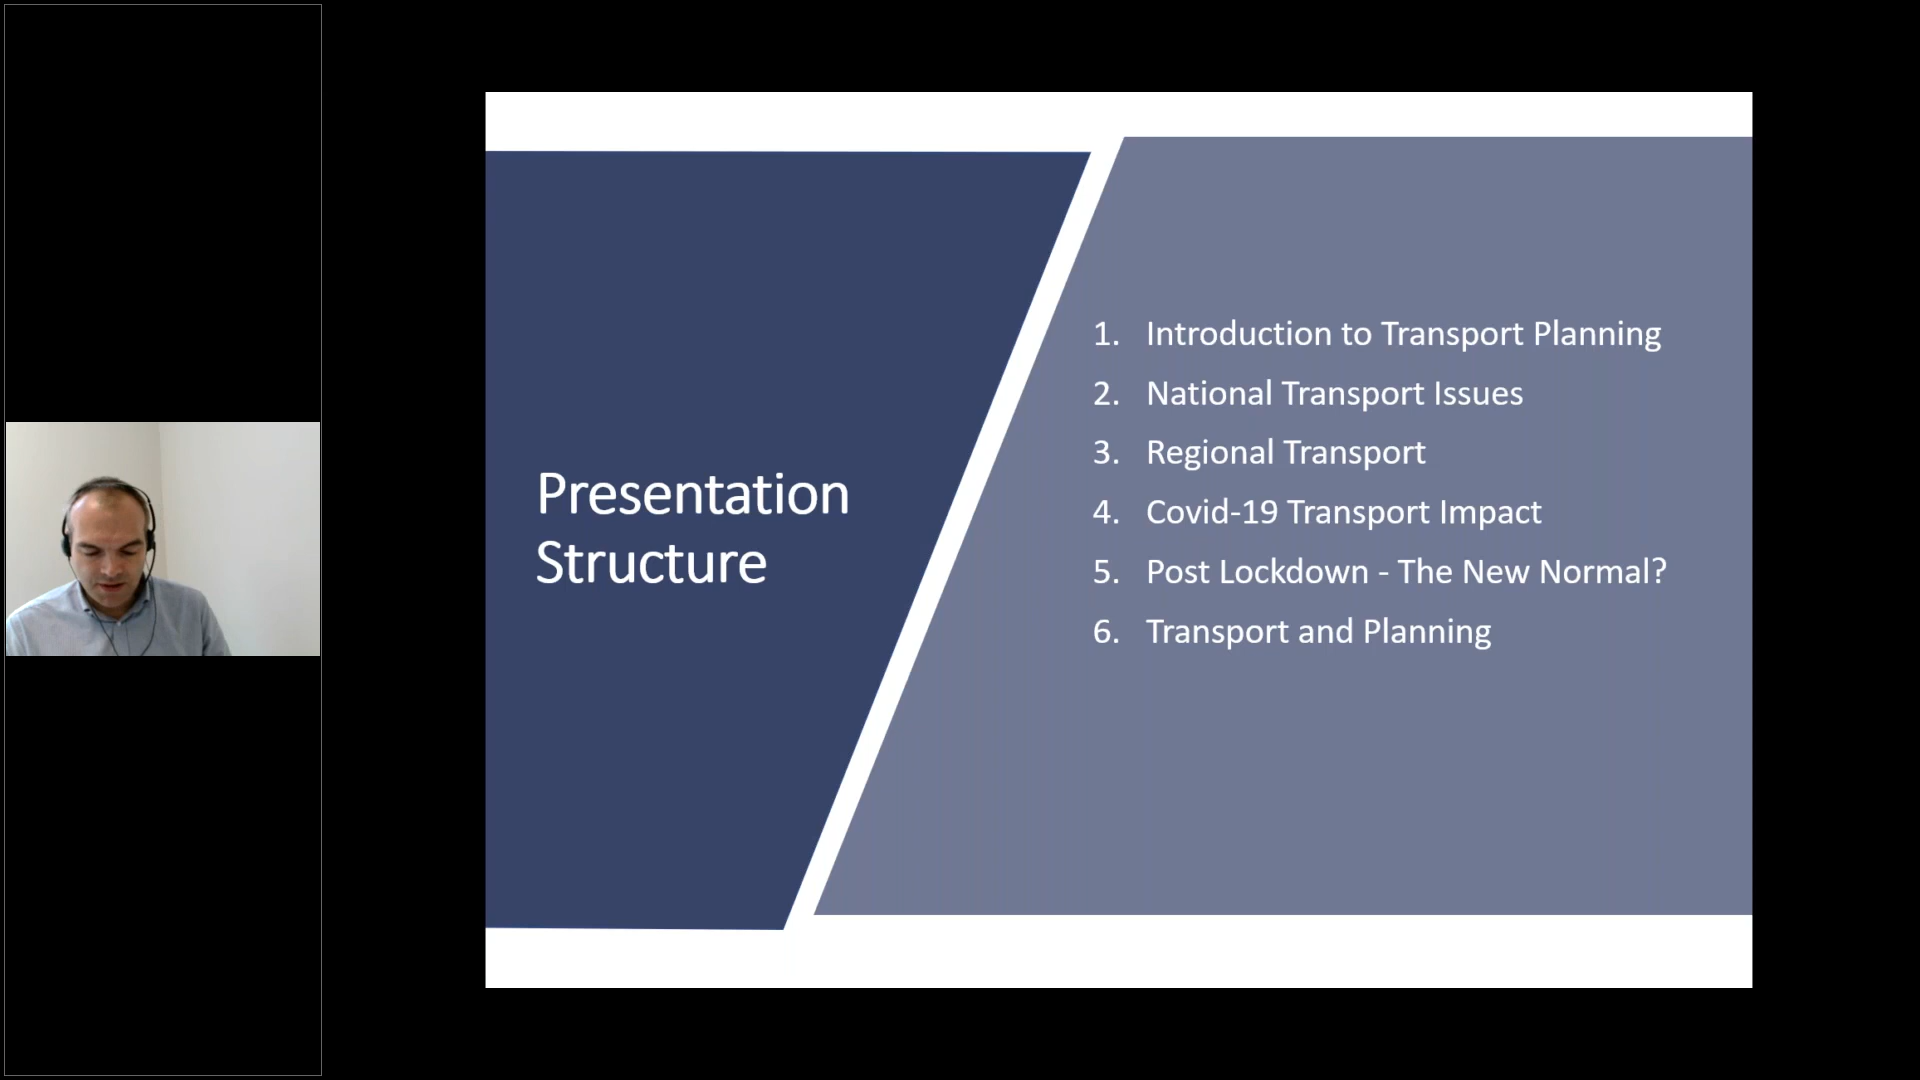 Presentation
Structure
1. Introduction to Transport Planning
2. National Transport Issues
3. Regional Transport
4. Covid-19 Transport Impact
5. Post Lockdown - The New Normal?
6. Transport and Planning